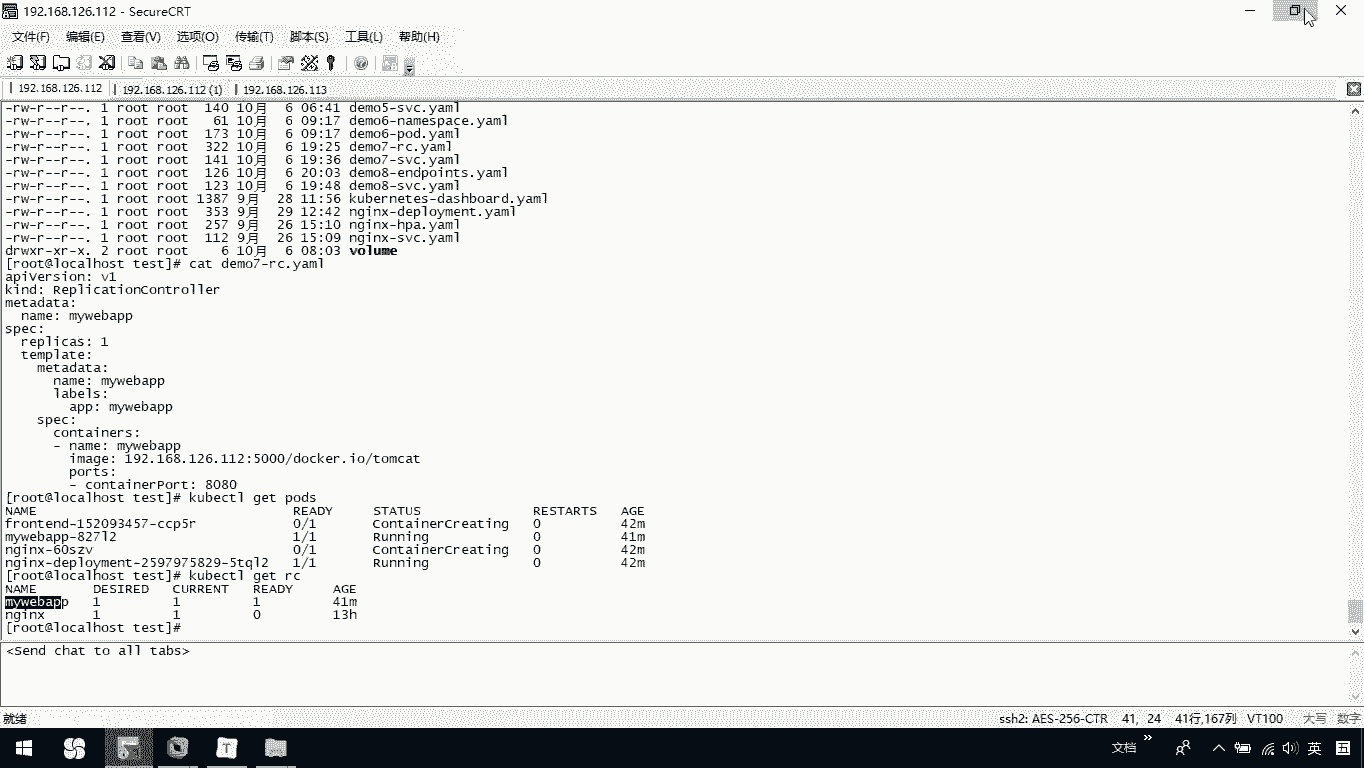 192.168.126.112 - SecureCRT
文件(F) 编辑(E) 查看(V) 选项(O) 传输(T) 脚本(S) 工具(L) 帮助(H)
192.168.126.112 192.168.126.112 (1) 192.168.126.113
-rw-r--r--. 1 root root 140 10月 6 06:41 demo5-svc.yaml
-rw-r--r--. 1 root root 61 10月 6 09:17 demo6-namespace.yaml
-rw-r--r--. 1 root root 173 10月 6 09:17 demo6-pod.yaml
-rw-r--r--. 1 root root 322 10月 6 19:25 demo7-rc.yaml
-rw-r--r--. 1 root root 141 10月 6 19:36 demo7-svc.yaml
-rw-r--r--. 1 root root 126 10月 6 20:03 demo8-endpoints.yaml
-rw-r--r--. 1 root root 123 10月 6 19:48 demo8-svc.yaml
-rw-r--r--. 1 root root 1387 9月 28 11:56 kubernetes-dashboard.yaml
-rw-r--r--. 1 root root 353 9月 29 12:42 nginx-deployment.yaml
-rw-r--r--. 1 root root 257 9月 26 15:10 nginx-hpa.yaml
-rw-r--r--. 1 root root 112 9月 26 15:09 nginx-svc.yaml
drwxr-xr-x. 2 root root 6 10月 6 08:03 volume
[root@localhost test]# cat demo7-rc.yaml
apiVersion: v1
kind: ReplicationController
metadata:
  name: mywebapp
spec:
  replicas: 1
  template:
    metadata:
      name: mywebapp
      labels:
        app: mywebapp
    spec:
      containers:
      - name: mywebapp
        image: 192.168.126.112:5000/docker.io/tomcat
        ports:
        - containerPort: 8080
[root@localhost test]# kubectl get pods
NAME READY STATUS RESTARTS AGE
frontend-152093457-ccp5r 0/1 ContainerCreating 0 42m
mywebapp-827l2 1/1 Running 0 41m
nginx-60szv 0/1 ContainerCreating 0 42m
nginx-deployment-2597975829-5tql2 1/1 Running 0 42m
[root@localhost test]# kubectl get rc
NAME DESIRED CURRENT READY AGE
mywebapp 1 1 1 41m
nginx 1 1 0 13h
[root@localhost test]#
<Send chat to all tabs>
就绪 ssh2: AES-256-CTR 41, 24 41行,167列 VT100 大写 数字
文档 英 五